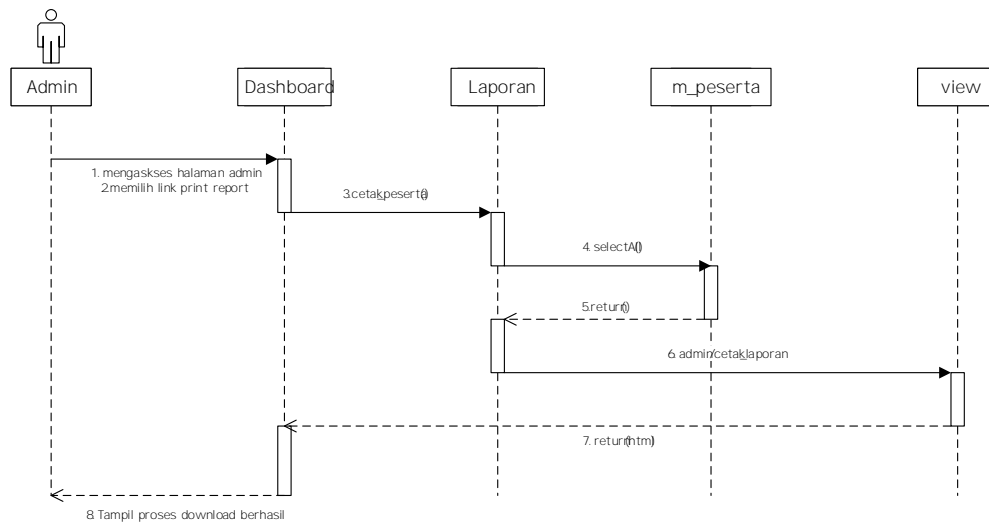 Admin
Dashboard
Laporan
m_peserta
view
1. mengaskses halaman admin
2.memilih link print report
3.cetak_peserta()
4. selectAll()
5.return()
6. admin/cetak_laporan
7. return(html)
8. Tampil proses download berhasil